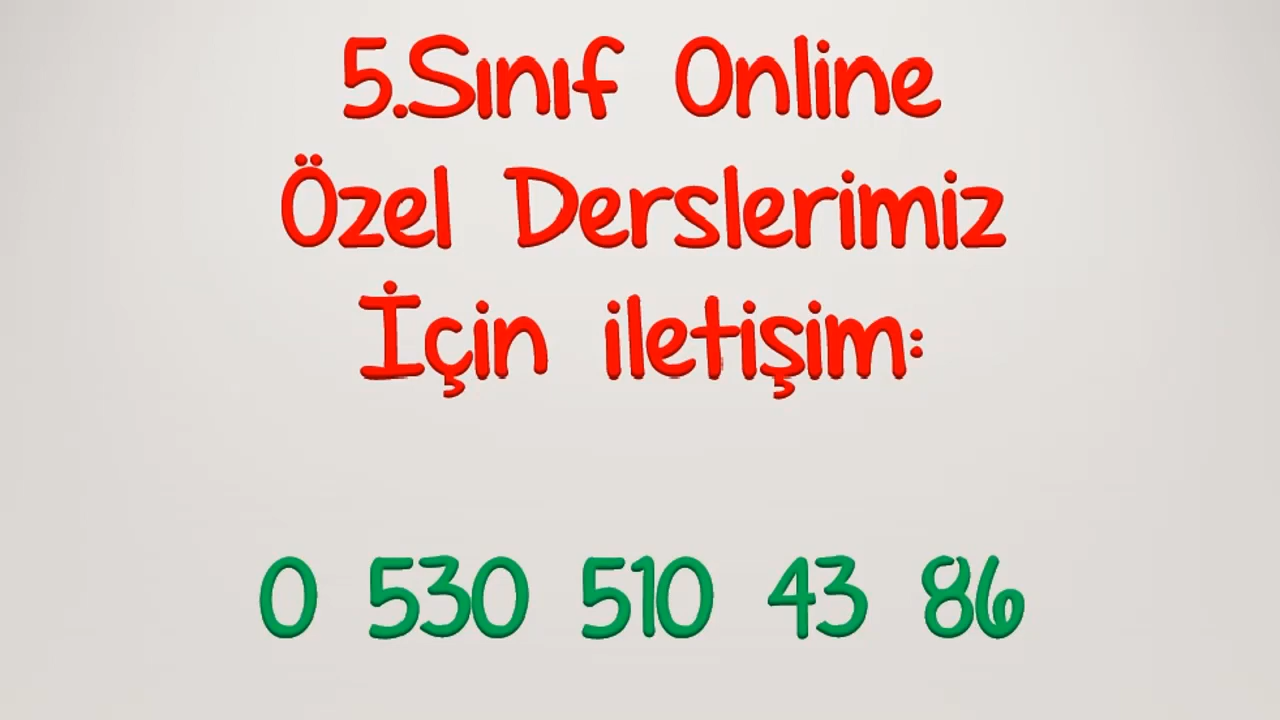 5.Sınıf Online
Özel Derslerimiz
İçin iletişim:
0 530 510 43 86